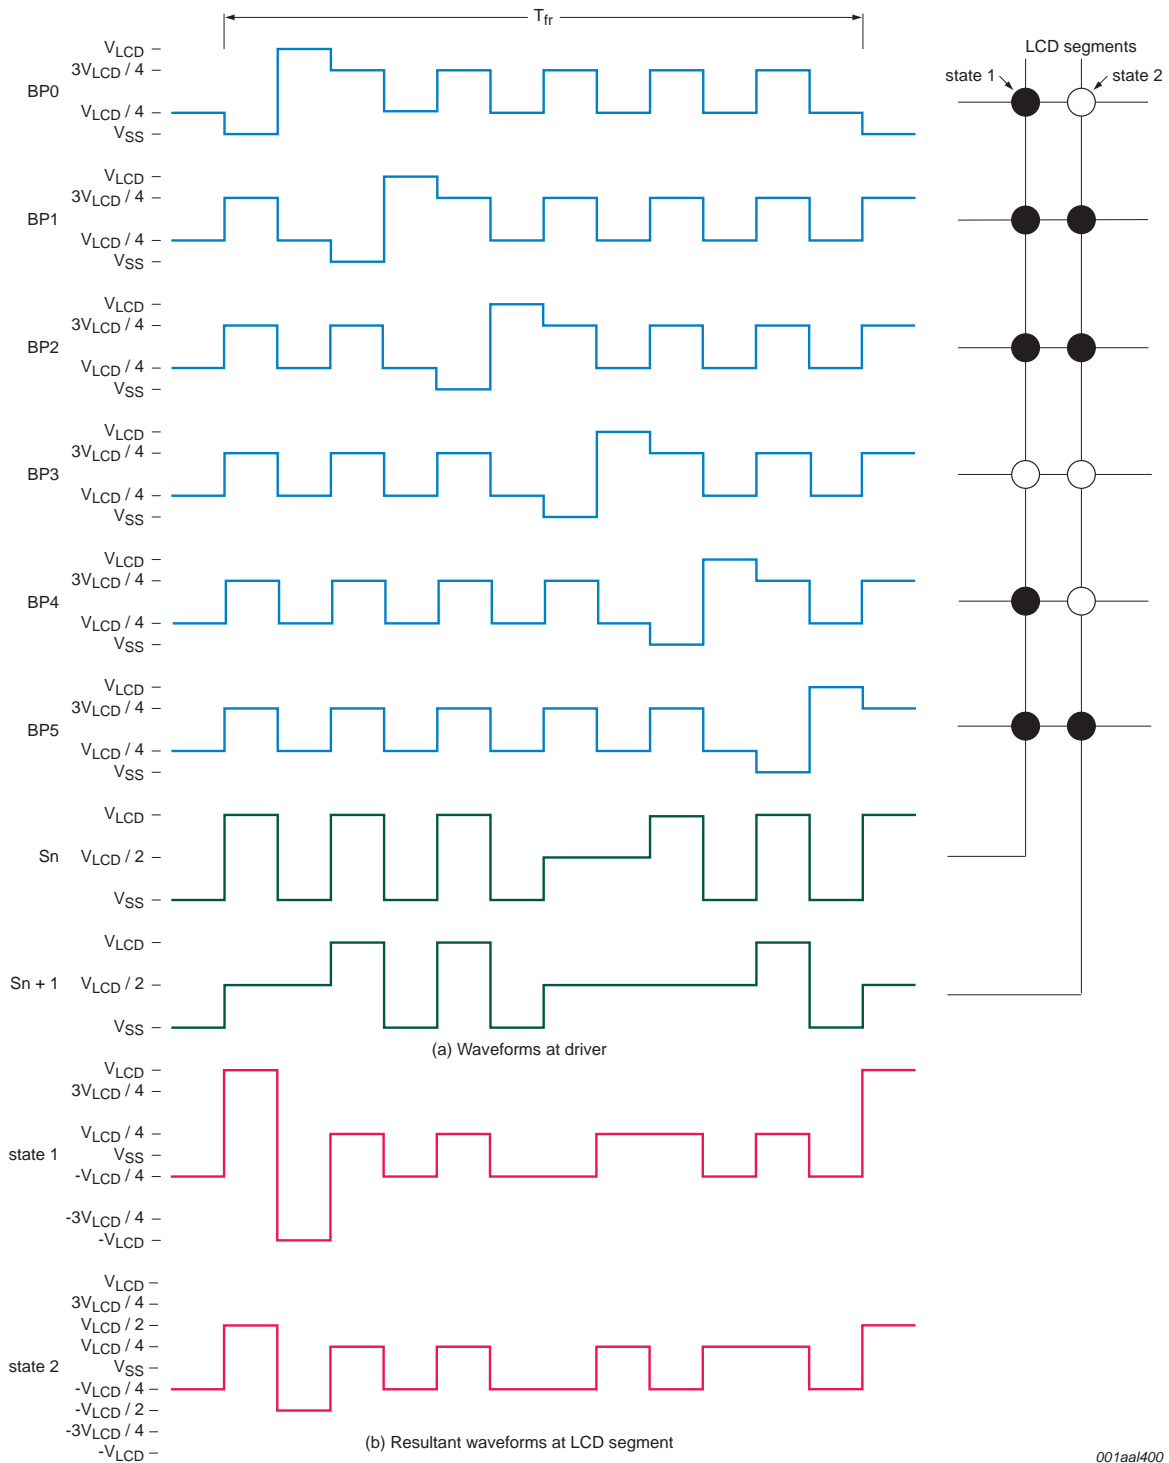 Tfr
LCD segments
state 1
state 2
BP0
VLCD
3VLCD / 4
VLCD / 4
VSS
BP1
VLCD
3VLCD / 4
VLCD / 4
VSS
BP2
VLCD
3VLCD / 4
VLCD / 4
VSS
BP3
VLCD
3VLCD / 4
VLCD / 4
VSS
BP4
VLCD
3VLCD / 4
VLCD / 4
VSS
BP5
VLCD
3VLCD / 4
VLCD / 4
VSS
Sn
VLCD
VLCD / 2
VSS
Sn + 1
VLCD
VLCD / 2
VSS
(a) Waveforms at driver
state 1
VLCD
3VLCD / 4
VLCD / 4
VSS
-VLCD / 4
-3VLCD / 4
-VLCD
state 2
VLCD
3VLCD / 4
VLCD / 2
VLCD / 4
VSS
-VLCD / 4
-VLCD / 2
-3VLCD / 4
-VLCD
(b) Resultant waveforms at LCD segment
001aal400